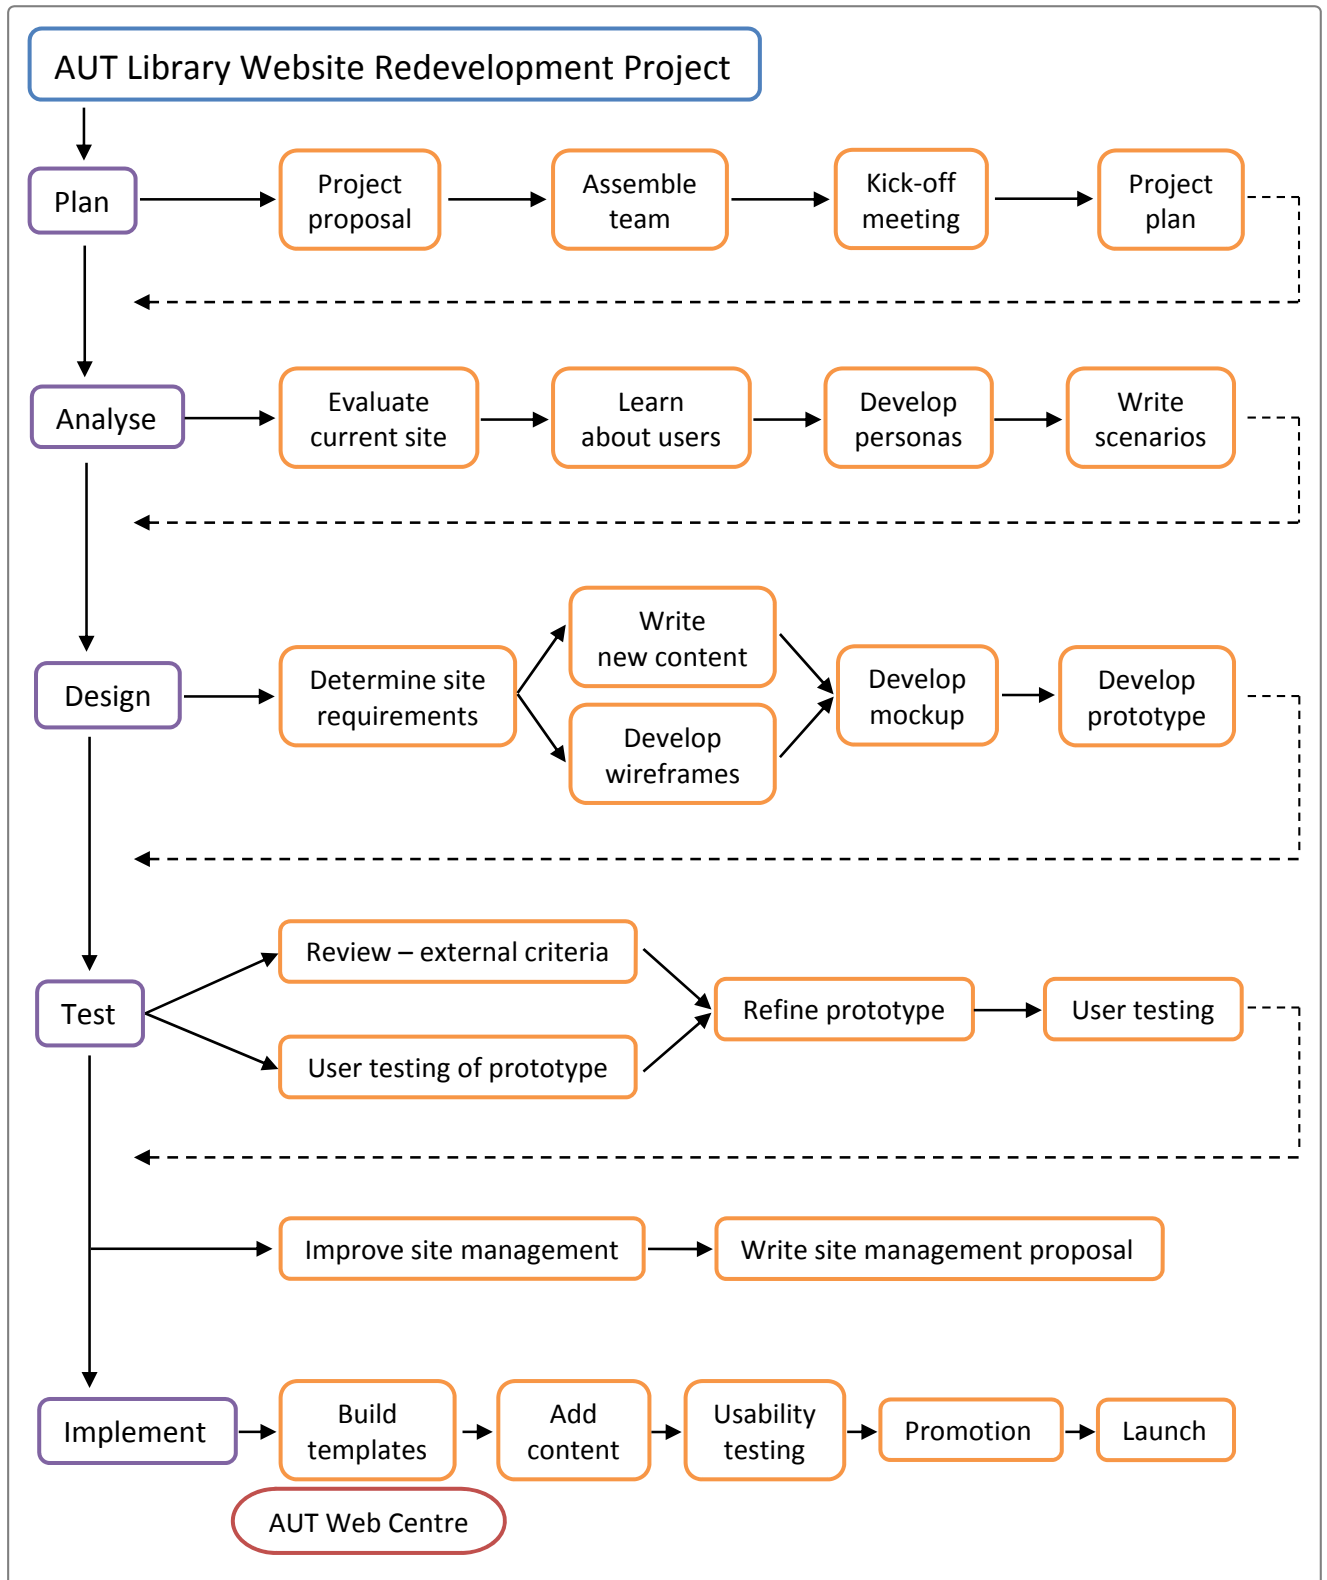 AUT Library Website Redevelopment Project
Plan
Project
proposal
Assemble
team
Kick-off
meeting
Project
plan
Analyse
Evaluate
current site
Learn
about users
Develop
personas
Write
scenarios
Design
Determine site
requirements
Write
new content
Develop
wireframes
Develop
mockup
Develop
prototype
Test
Review – external criteria
User testing of prototype
Refine prototype
User testing
Improve site management
Write site management proposal
Implement
Build
templates
Add
content
Usability
testing
Promotion
Launch
AUT Web Centre